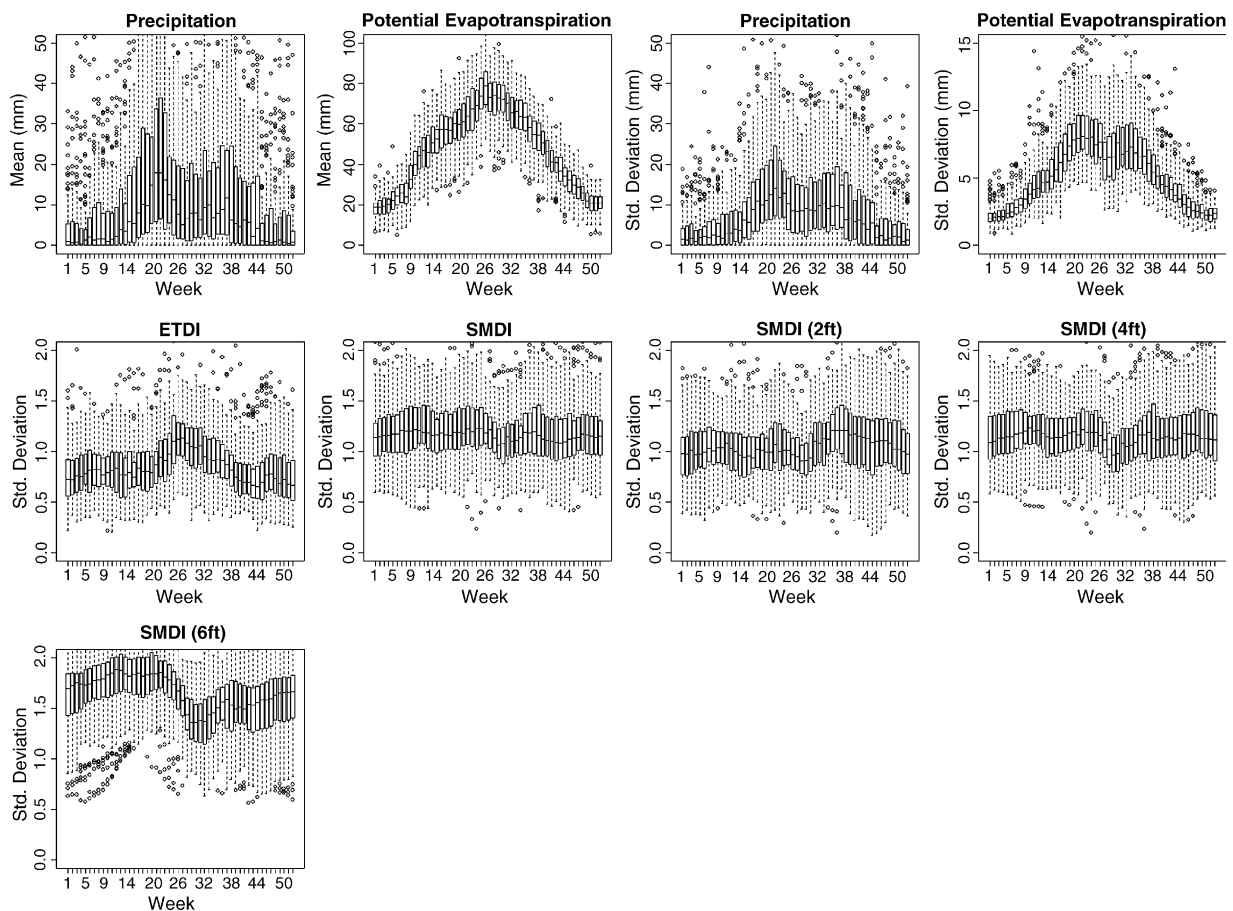 Precipitation
Potential Evapotranspiration
Precipitation
Potential Evapotranspiration
Mean (mm)
0 10 20 30 40 50
1 5 9 14 20 26 32 38 44 50
Week
Mean (mm)
0 20 40 60 80 100
1 5 9 14 20 26 32 38 44 50
Week
Std. Deviation (mm)
0 10 20 30 40 50
1 5 9 14 20 26 32 38 44 50
Week
Std. Deviation (mm)
0 5 10 15
1 5 9 14 20 26 32 38 44 50
Week
ETDI
SMDI
SMDI (2ft)
SMDI (4ft)
Std. Deviation
0.0 0.5 1.0 1.5 2.0
1 5 9 14 20 26 32 38 44 50
Week
Std. Deviation
0.0 0.5 1.0 1.5 2.0
1 5 9 14 20 26 32 38 44 50
Week
Std. Deviation
0.0 0.5 1.0 1.5 2.0
1 5 9 14 20 26 32 38 44 50
Week
Std. Deviation
0.0 0.5 1.0 1.5 2.0
1 5 9 14 20 26 32 38 44 50
Week
SMDI (6ft)
Std. Deviation
0.0 0.5 1.0 1.5 2.0
1 5 9 14 20 26 32 38 44 50
Week